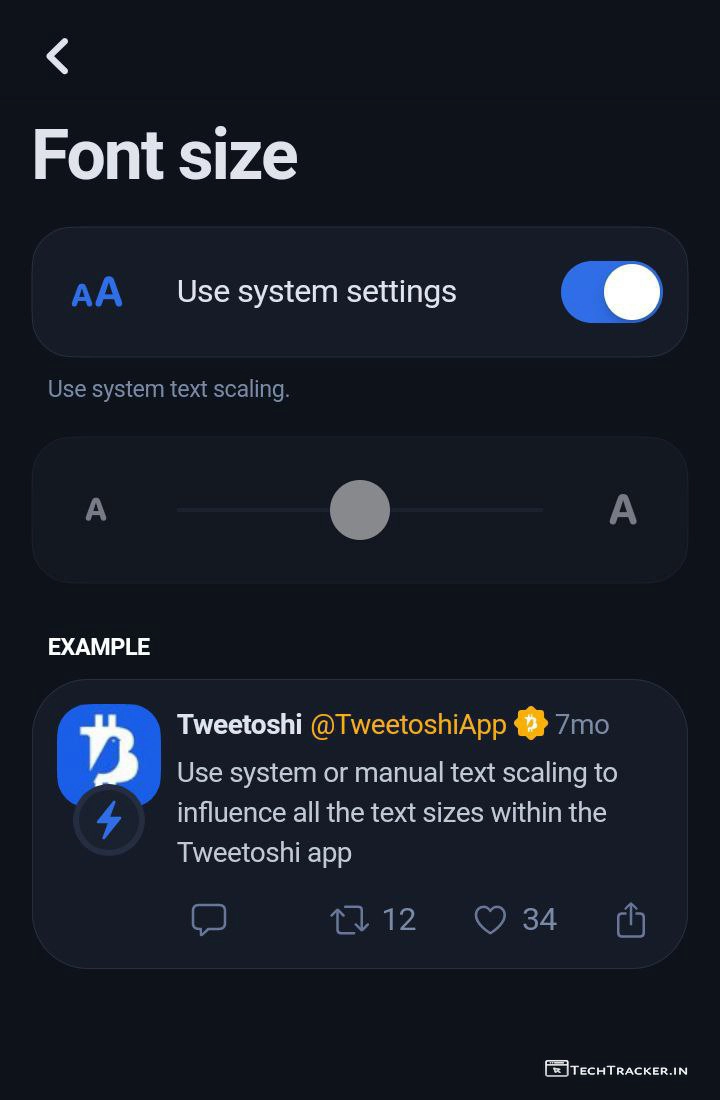 Font size
AA Use system settings
Use system text scaling.
A A
EXAMPLE
Tweetoshi @TweetoshiApp 7mo
Use system or manual text scaling to
influence all the text sizes within the
Tweetoshi app
12 34
TECHTRACKER.IN